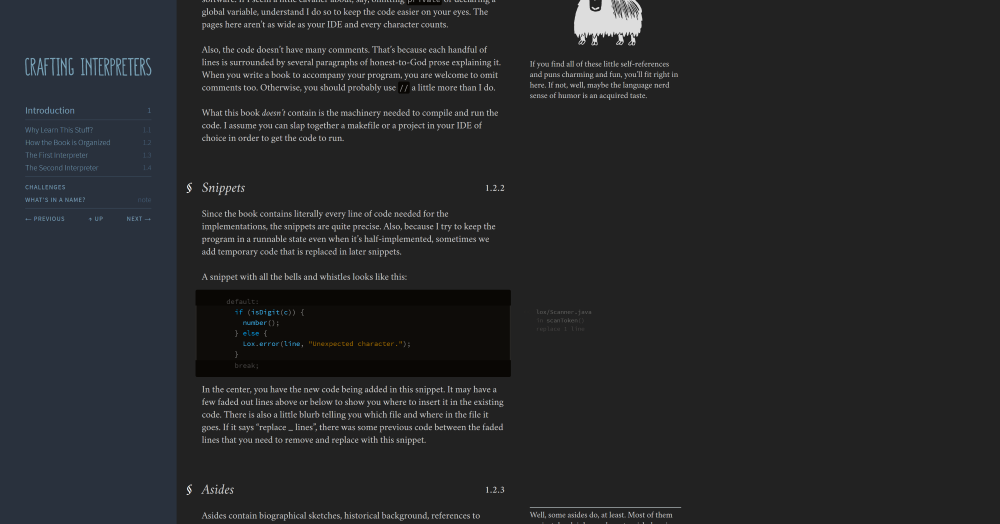 CRAFTING INTERPRETERS
Introduction 1
Why Learn This Stuff? 1.1
How the Book is Organized 1.2
The First Interpreter 1.3
The Second Interpreter 1.4
CHALLENGES
WHAT'S IN A NAME? note
← PREVIOUS ↑ UP NEXT →
software. If I seem a little cavalier about, say, omitting private or declaring a
global variable, understand I do so to keep the code easier on your eyes. The
pages here aren't as wide as your IDE and every character counts.
Also, the code doesn't have many comments. That's because each handful of
lines is surrounded by several paragraphs of honest-to-God prose explaining it.
When you write a book to accompany your program, you are welcome to omit
comments too. Otherwise, you should probably use // a little more than I do.
What this book doesn't contain is the machinery needed to compile and run the
code. I assume you can slap together a makefile or a project in your IDE of
choice in order to get the code to run.
If you find all of these little self-references
and puns charming and fun, you'll fit right in
here. If not, well, maybe the language nerd
sense of humor is an acquired taste.
§ Snippets 1.2.2
Since the book contains literally every line of code needed for the
implementations, the snippets are quite precise. Also, because I try to keep the
program in a runnable state even when it's half-implemented, sometimes we
add temporary code that is replaced in later snippets.
A snippet with all the bells and whistles looks like this:
default:
if (isDigit(c)) {
number();
} else {
Lox.error(line, "Unexpected character.");
}
break;
lox/Scanner.java
in scanToken()
replace 1 line
In the center, you have the new code being added in this snippet. It may have a
few faded out lines above or below to show you where to insert it in the existing
code. There is also a little blurb telling you which file and where in the file it
goes. If it says “replace _ lines”, there was some previous code between the faded
lines that you need to remove and replace with this snippet.
§ Asides 1.2.3
Asides contain biographical sketches, historical background, references to
Well, some asides do, at least. Most of them